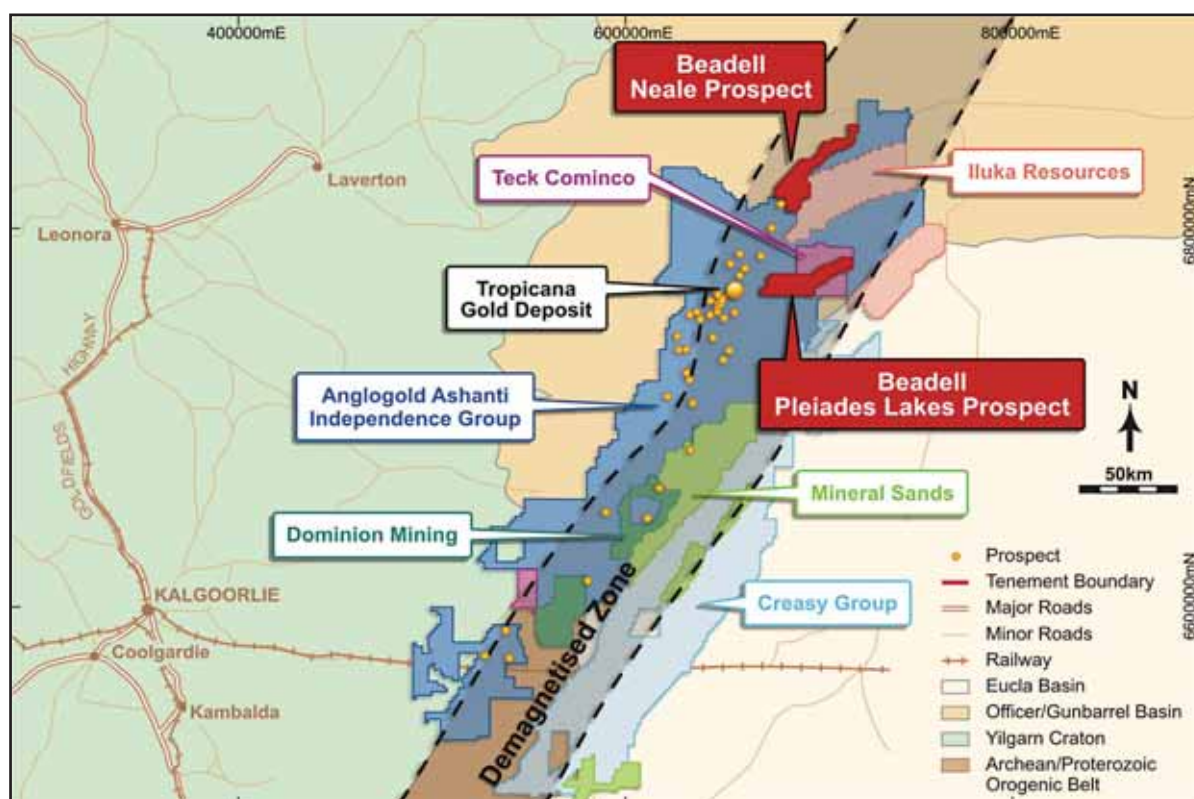 400000mE
600000mE
800000mE
Beadell
Neale Prospect
Teck Cominco
Iluka Resources
Laverton
Leonora
6800000mN
Tropicana
Gold Deposit
HIGHWAY
Anglogold Ashanti
Independence Group
Beadell
Pleiades Lakes Prospect
N
50km
GOLDFIELDS
Mineral Sands
Dominion Mining
Demagnetised Zone
Creasy Group
KALGOORLIE
Coolgardie
Kambalda
6600000mN
Prospect
Tenement Boundary
Major Roads
Minor Roads
Railway
Eucla Basin
Officer/Gunbarrel Basin
Yilgarn Craton
Archean/Proterozoic
Orogenic Belt